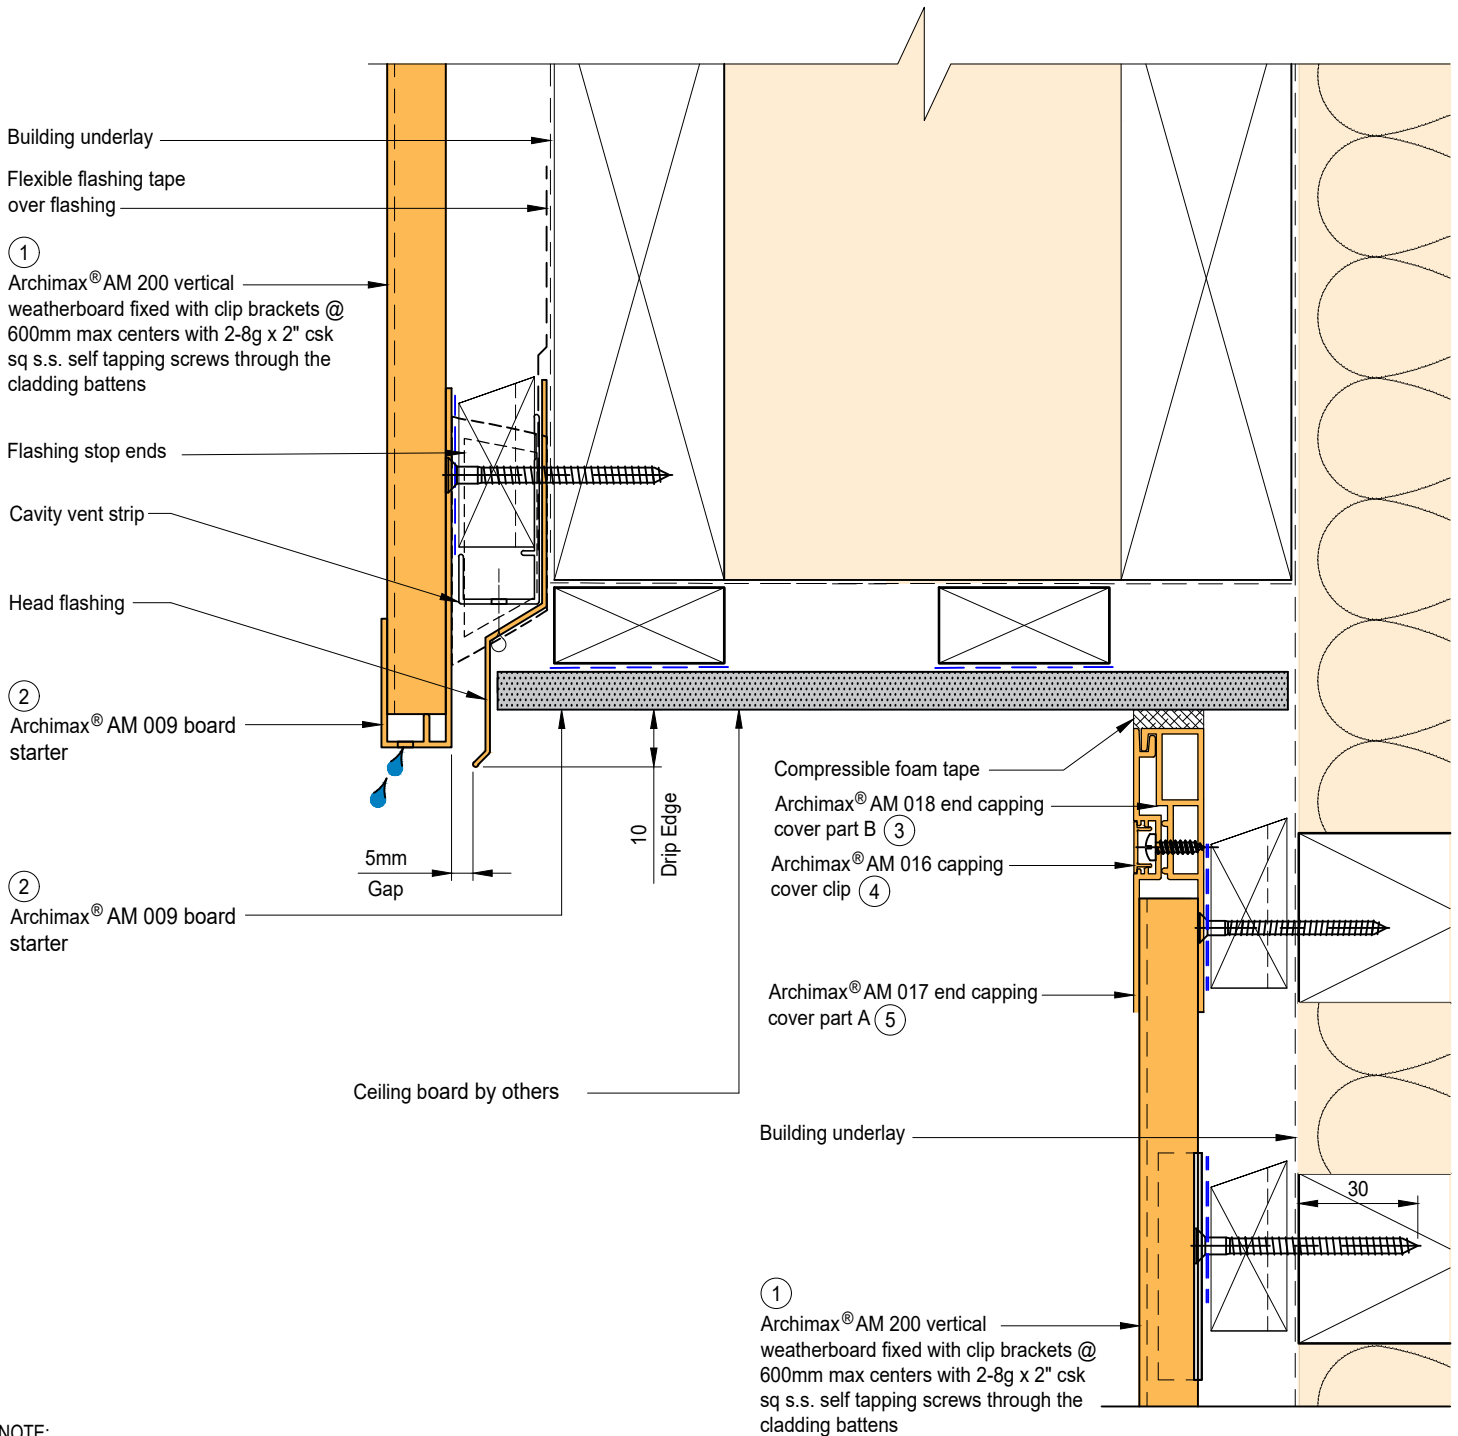 Building underlay
Flexible flashing tape
over flashing
1
Archimax® AM 200 vertical
weatherboard fixed with clip brackets @
600mm max centers with 2-8g x 2" csk
sq s.s. self tapping screws through the
cladding battens
Flashing stop ends
Cavity vent strip
Head flashing
2
Archimax® AM 009 board
starter
5mm
Gap
10
Drip Edge
2
Archimax® AM 009 board
starter
Compressible foam tape
Archimax® AM 018 end capping
cover part B 3
Archimax® AM 016 capping
cover clip 4
Archimax® AM 017 end capping
cover part A 5
Ceiling board by others
Building underlay
30
1
Archimax® AM 200 vertical
weatherboard fixed with clip brackets @
600mm max centers with 2-8g x 2" csk
sq s.s. self tapping screws through the
cladding battens
NOTE: